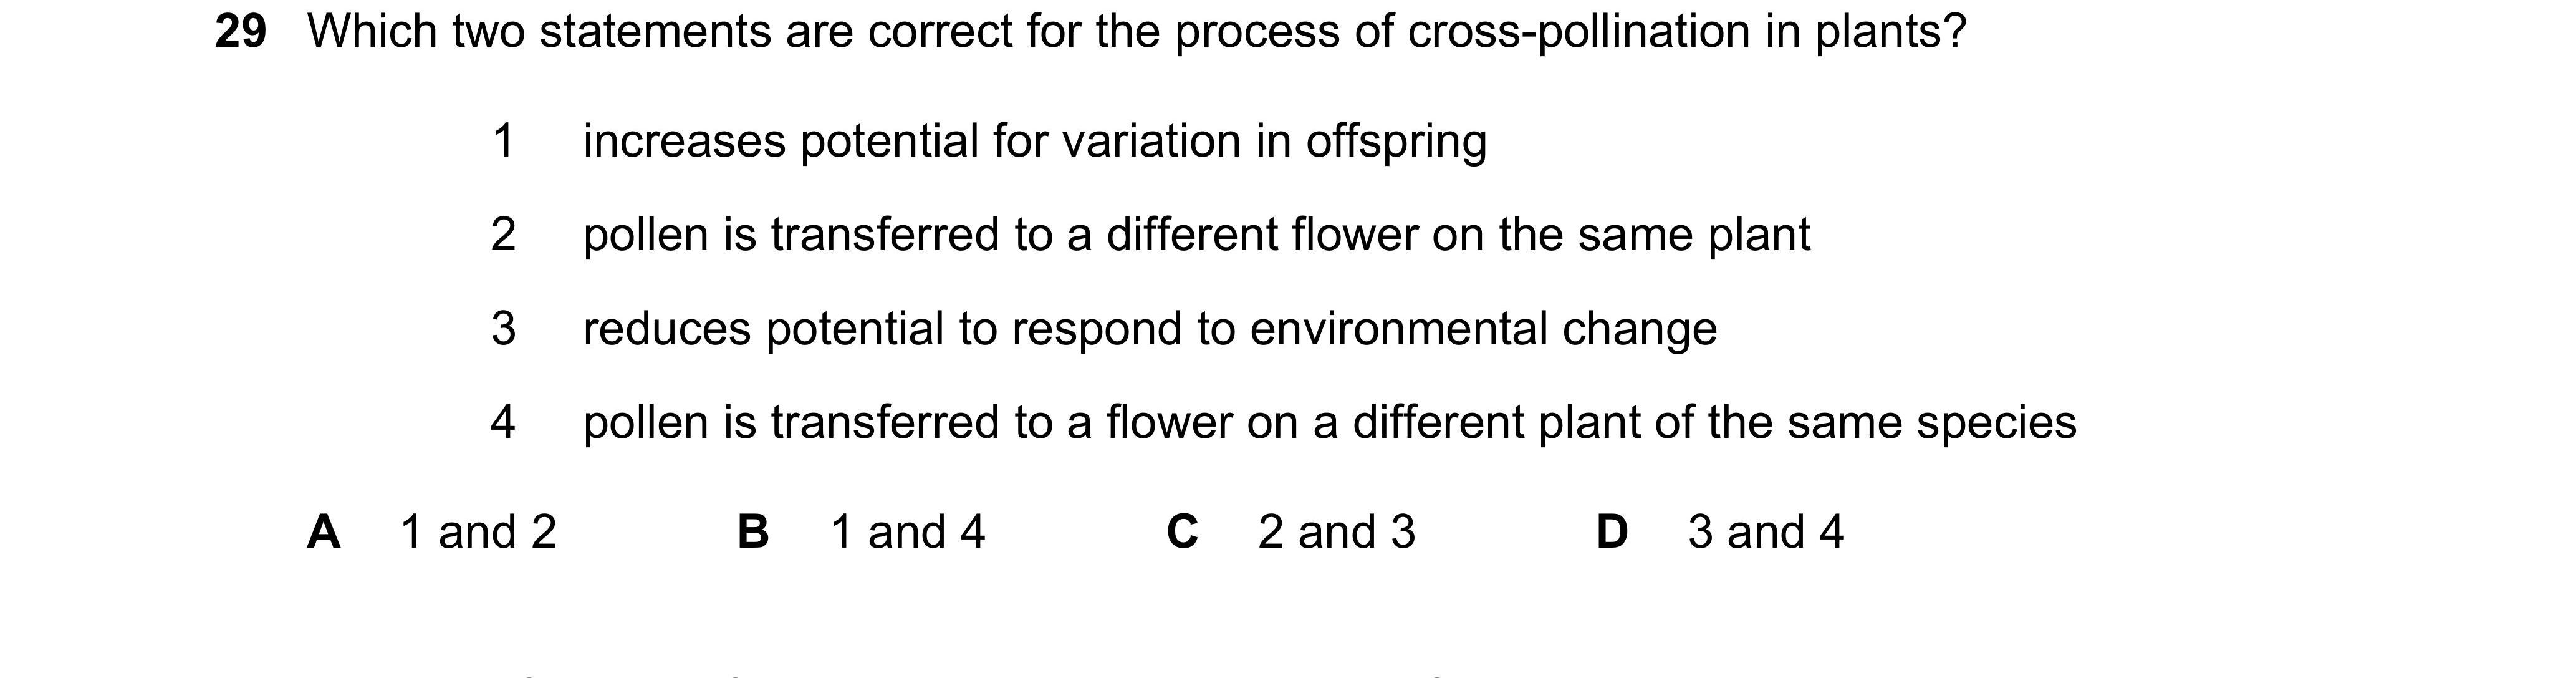 29 Which two statements are correct for the process of cross-pollination in plants?
1 increases potential for variation in offspring
2 pollen is transferred to a different flower on the same plant
3 reduces potential to respond to environmental change
4 pollen is transferred to a flower on a different plant of the same species
A 1 and 2 B 1 and 4 C 2 and 3 D 3 and 4